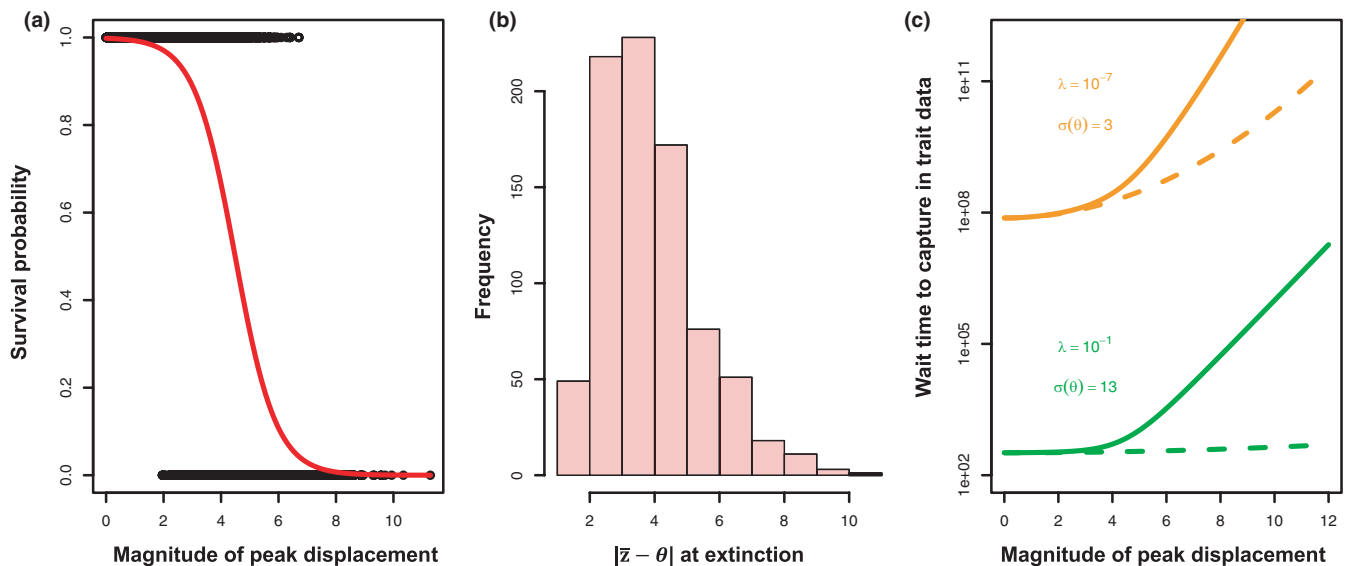 (a)
Survival probability
1.0
0.8
0.6
0.4
0.2
0.0
0 2 4 6 8 10
Magnitude of peak displacement
(b)
Frequency
200
150
100
50
0
2 4 6 8 10
|z̄ − θ| at extinction
(c)
Wait time to capture in trait data
1e+11
1e+08
1e+05
1e+02
λ = 10⁻⁷
σ(θ) = 3
λ = 10⁻¹
σ(θ) = 13
0 2 4 6 8 10 12
Magnitude of peak displacement